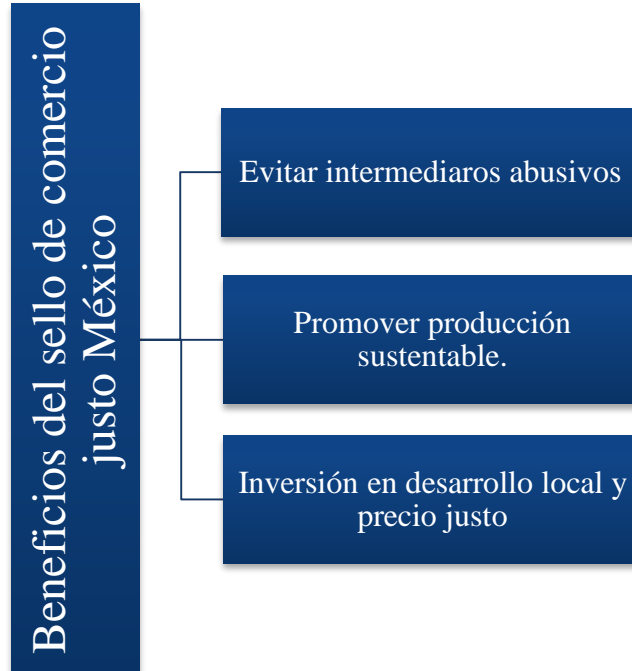 Beneficios del sello de comercio
justo México
Evitar intermediaros abusivos
Promover producción
sustentable.
Inversión en desarrollo local y
precio justo